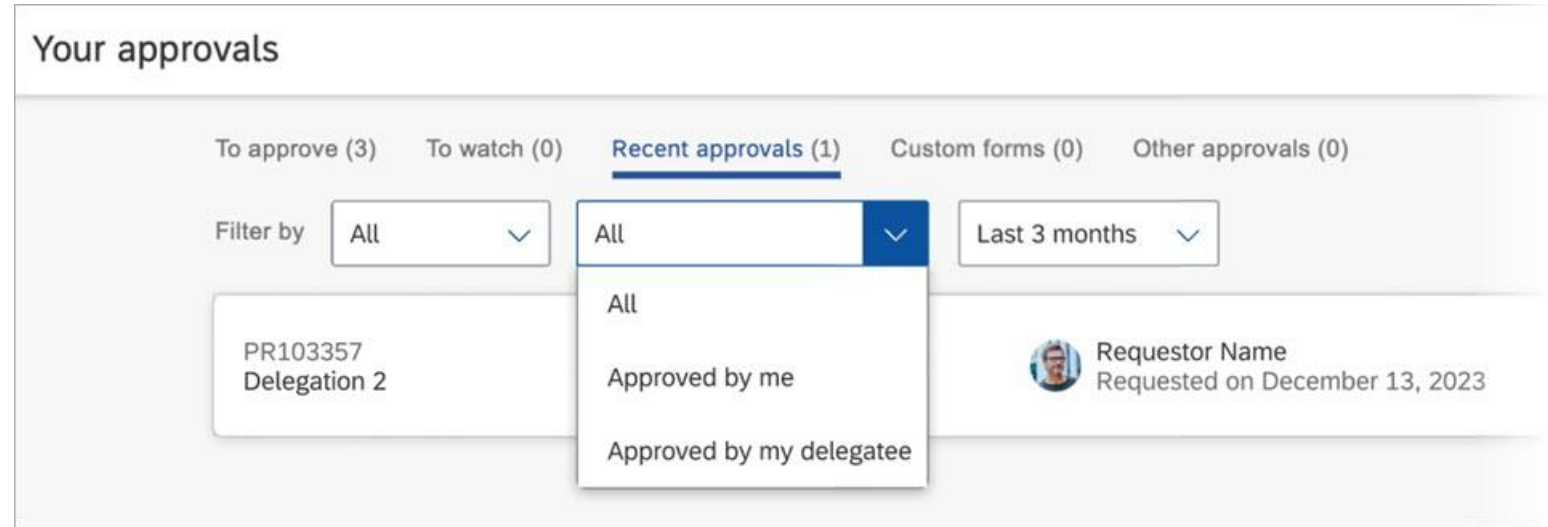 Your approvals
To approve (3) To watch (0) Recent approvals (1) Custom forms (0) Other approvals (0)
Filter by All All Last 3 months
All
PR103357
Delegation 2
Approved by me
Approved by my delegatee
Requestor Name
Requested on December 13, 2023